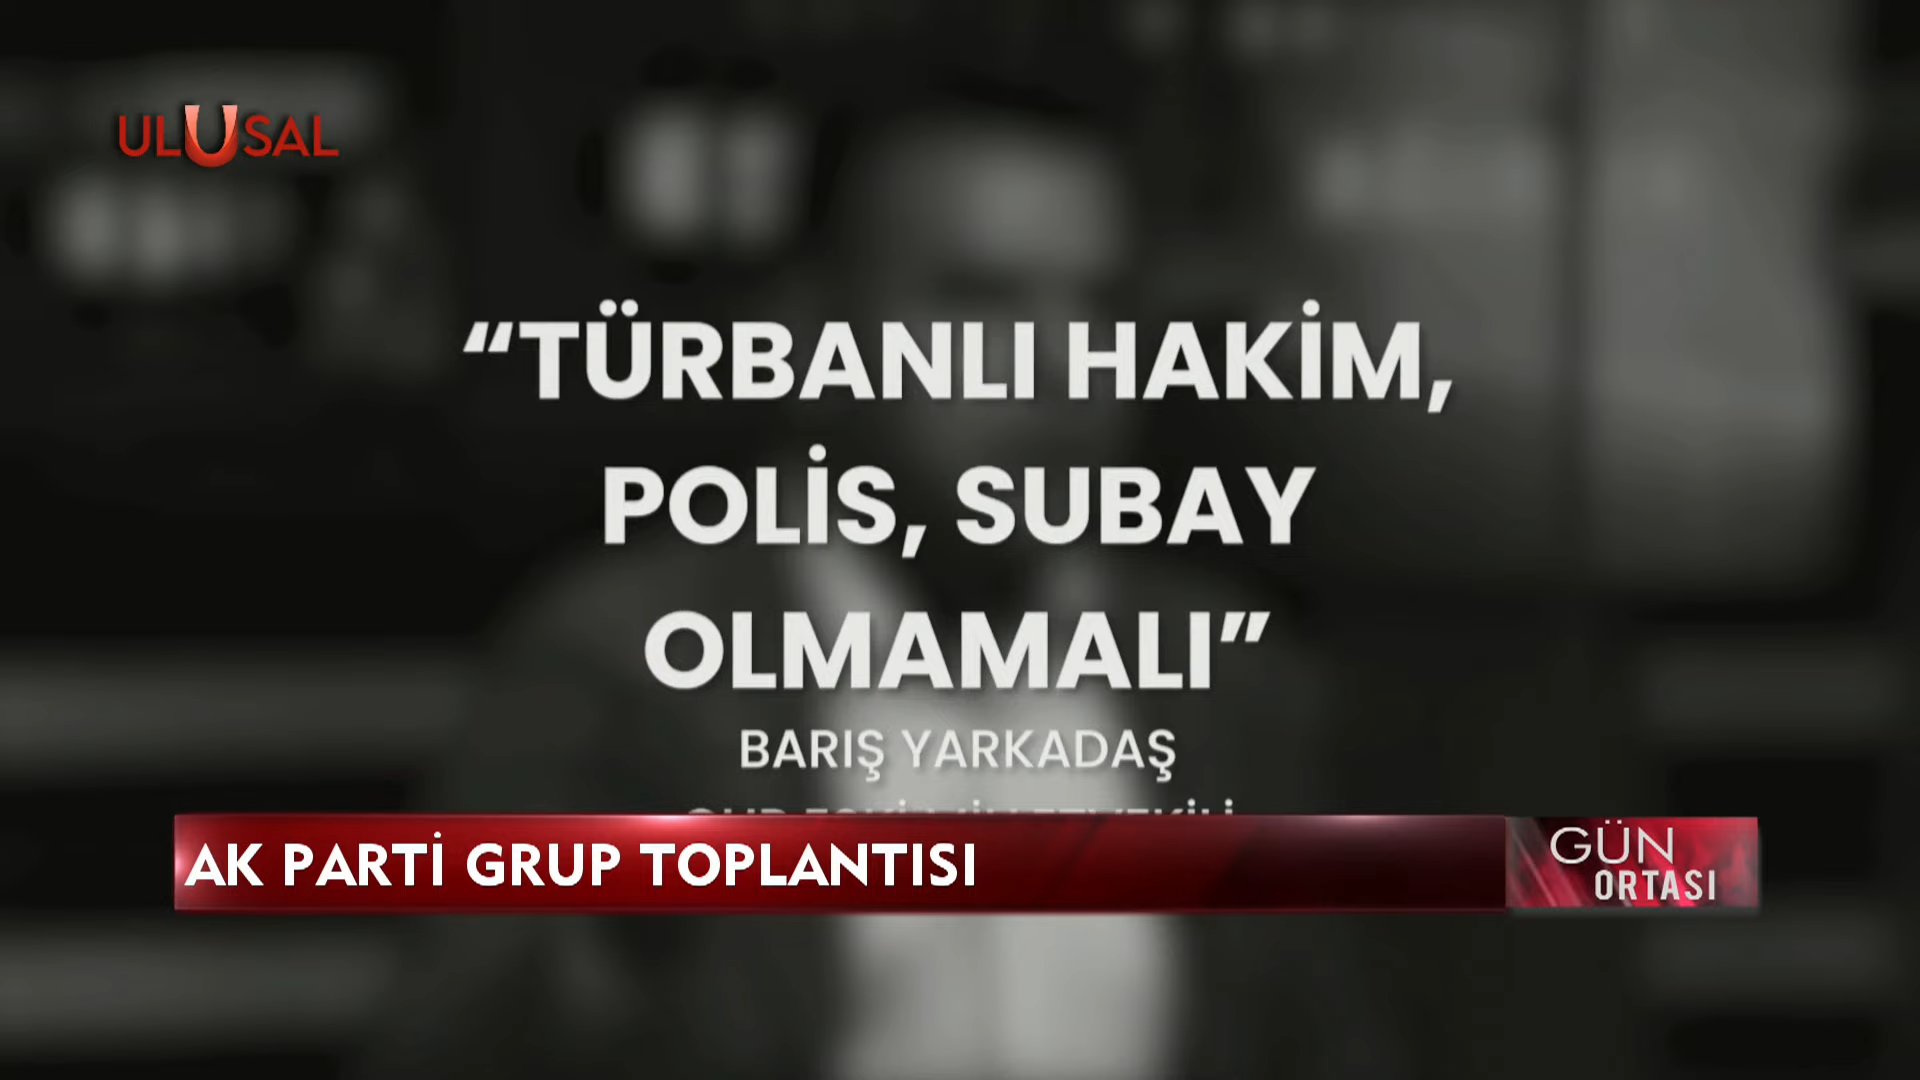 ULUSAL
“TÜRBANLI HAKİM,
POLİS, SUBAY
OLMAMALI”
BARIŞ YARKADAŞ
AK PARTİ GRUP TOPLANTISI
GÜN
ORTASI